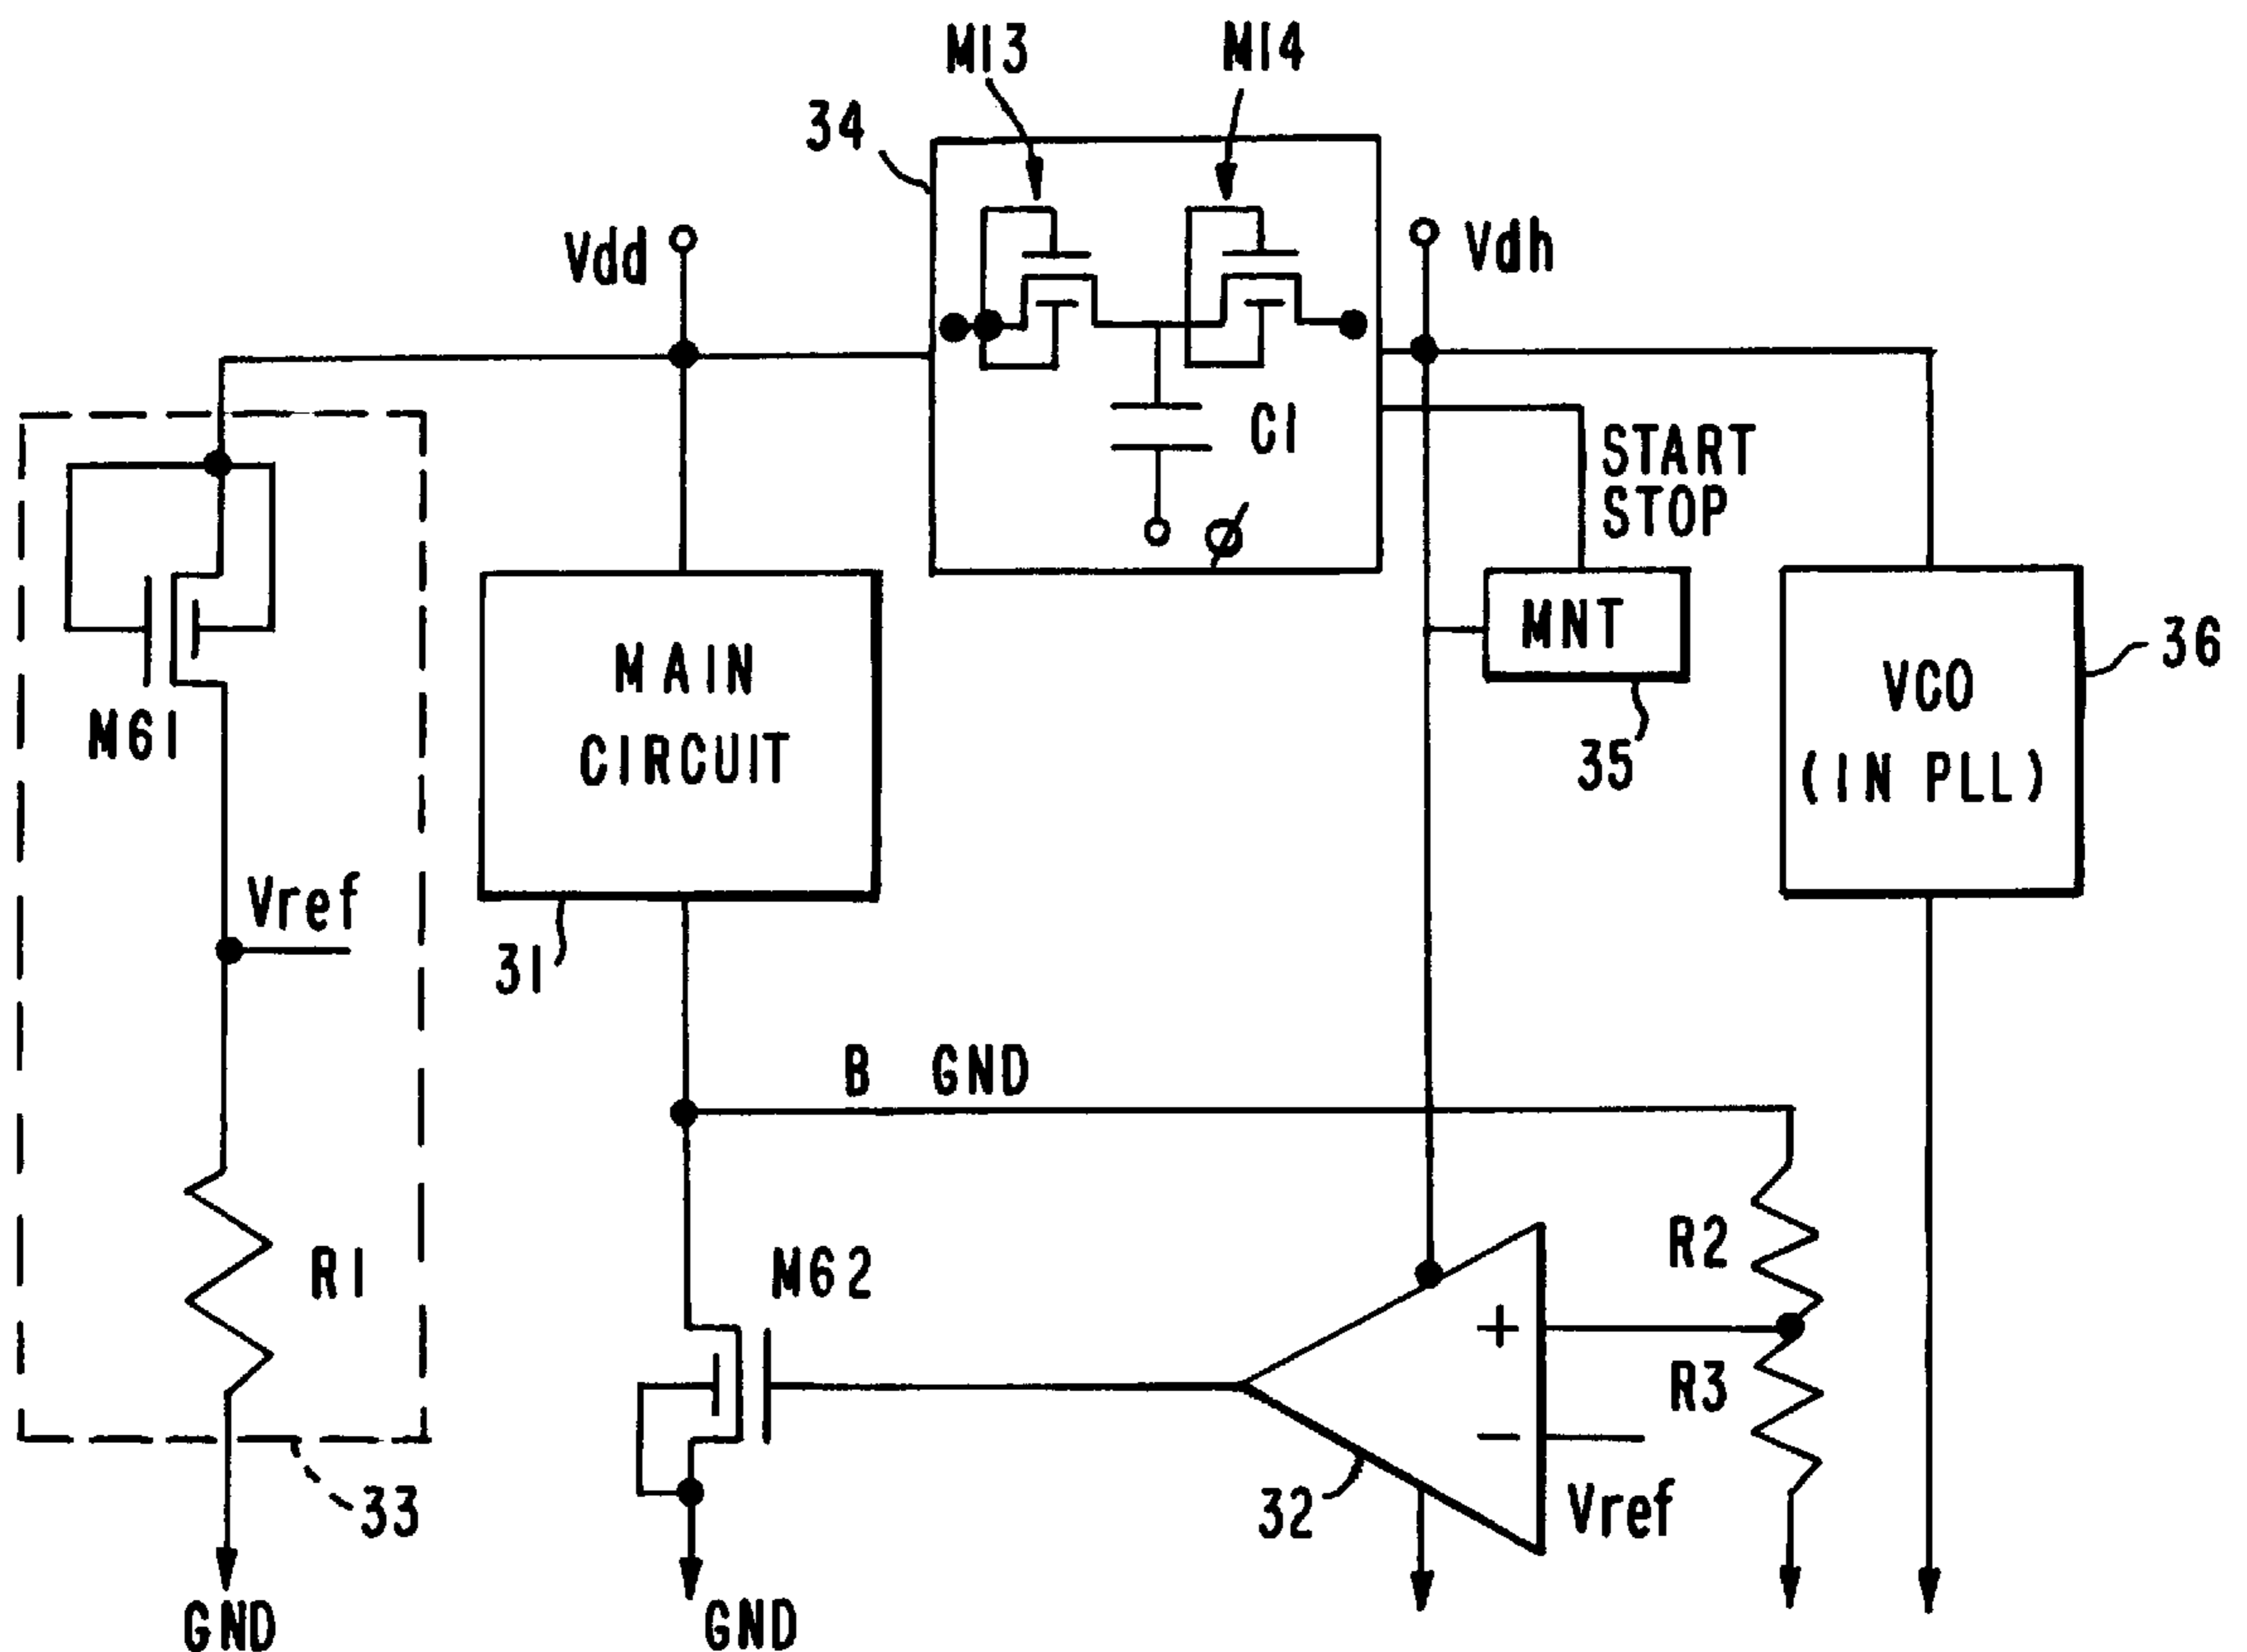 M13
M14
34
Vdd
Vdh
C1
START
STOP
ø
MNT
36
MAIN
CIRCUIT
VCO
(IN PLL)
M61
35
Vref
31
B GND
R2
M62
R1
+
R3
-
32
Vref
33
GND
GND